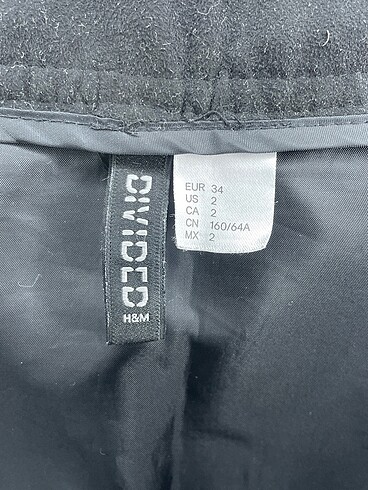 DIVIDED
H&M
EUR 34
US 2
CA 2
CN 160/64A
MX 2